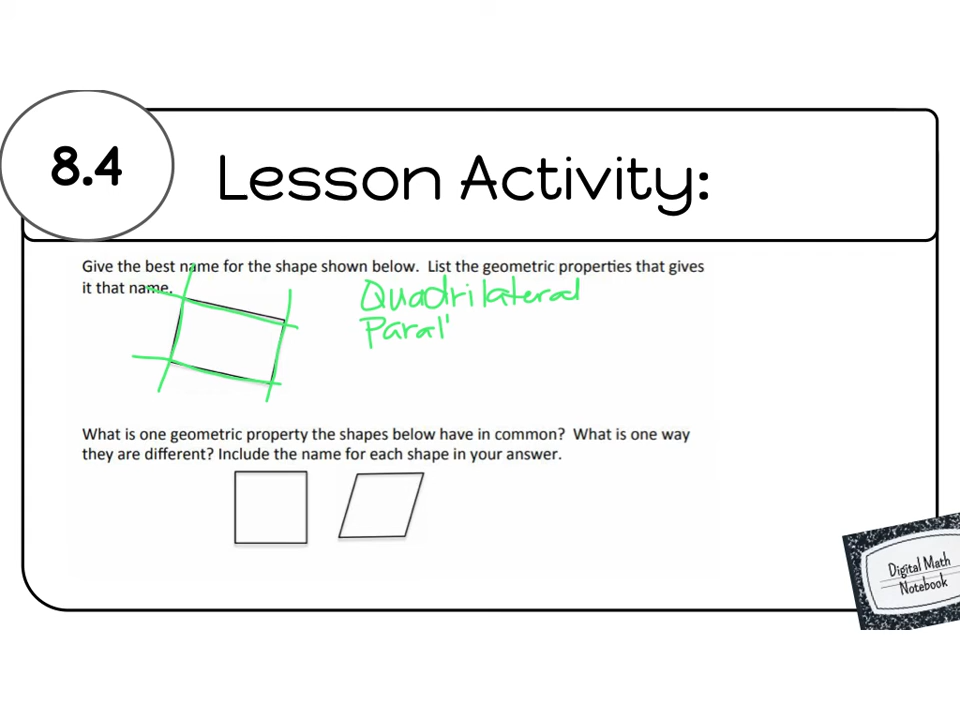 8.4
Lesson Activity:
Give the best name for the shape shown below. List the geometric properties that gives
it that name.
Quadrilateral
Paral'
What is one geometric property the shapes below have in common? What is one way
they are different? Include the name for each shape in your answer.
Digital Math
Notebook